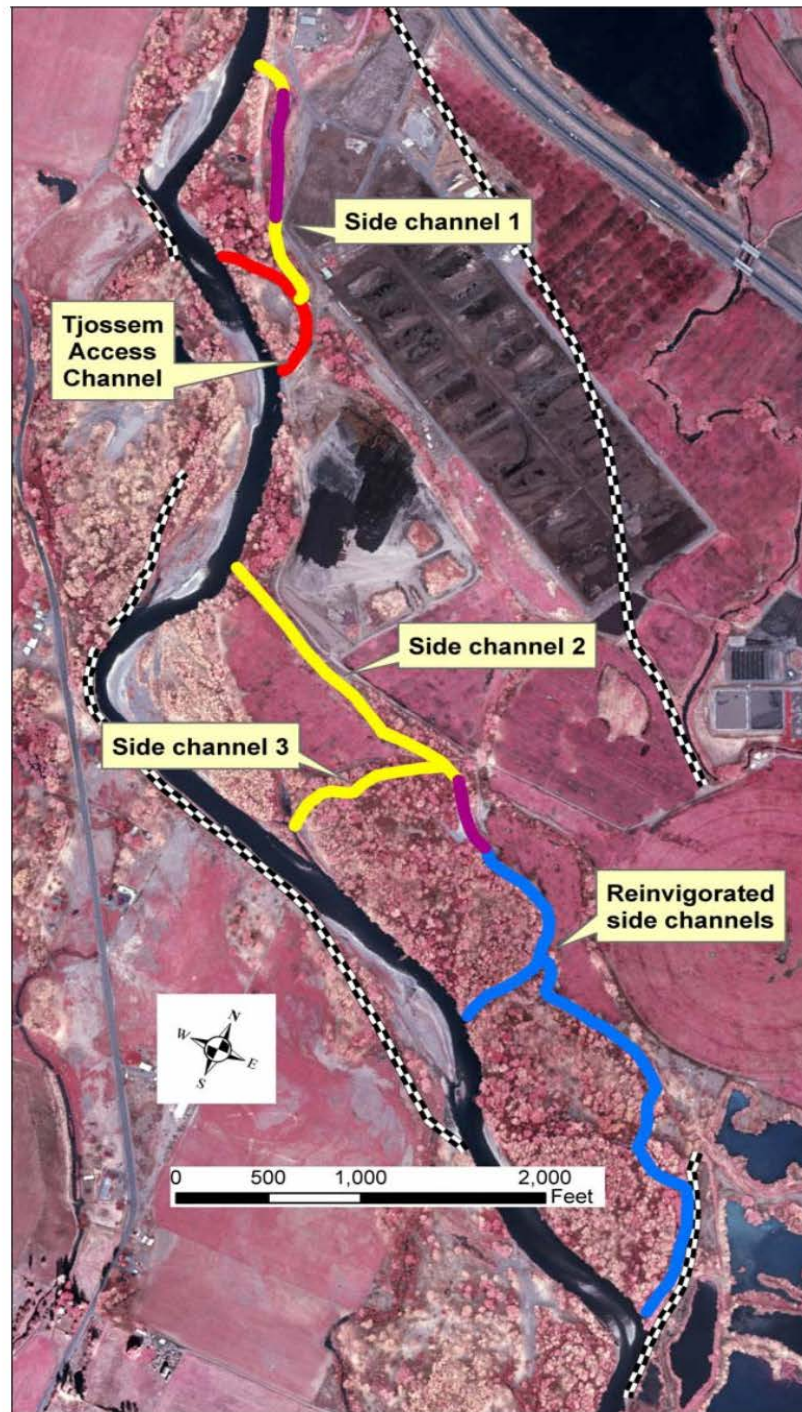 Side channel 1
Tjossem
Access
Channel
Side channel 2
Side channel 3
Reinvigorated
side channels
N
W
E
S
0 500 1,000 2,000
Feet